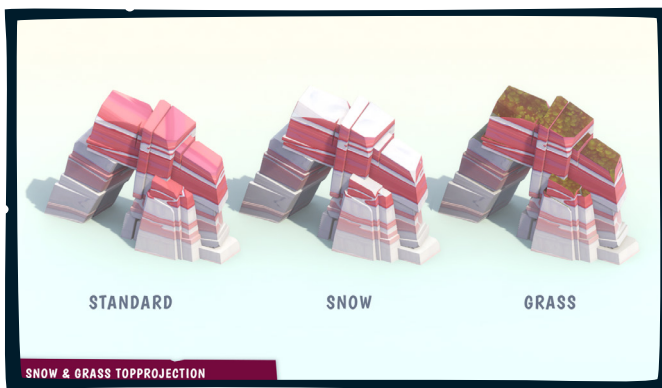 STANDARD
SNOW
GRASS
SNOW & GRASS TOPPROJECTION